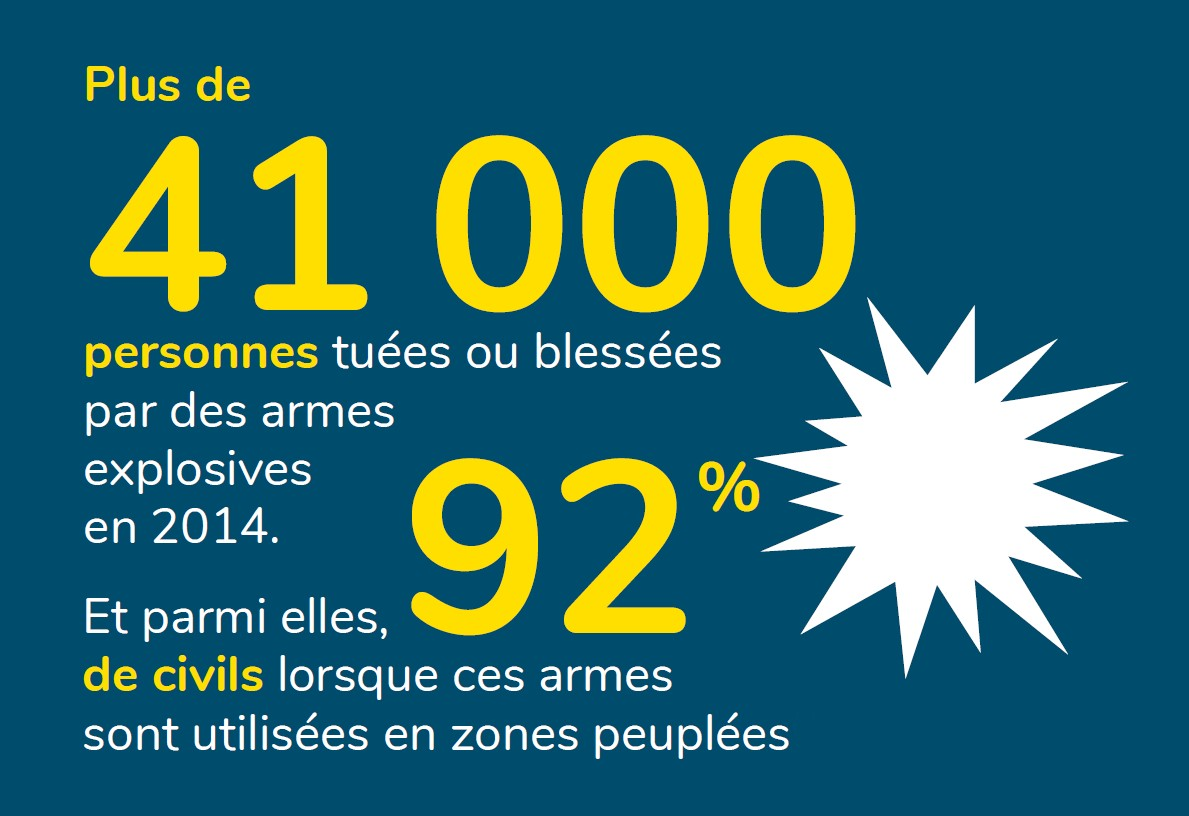 Plus de
41 000
personnes tuées ou blessées
par des armes
explosives
en 2014.
Et parmi elles, 92%
de civils lorsque ces armes
sont utilisées en zones peuplées